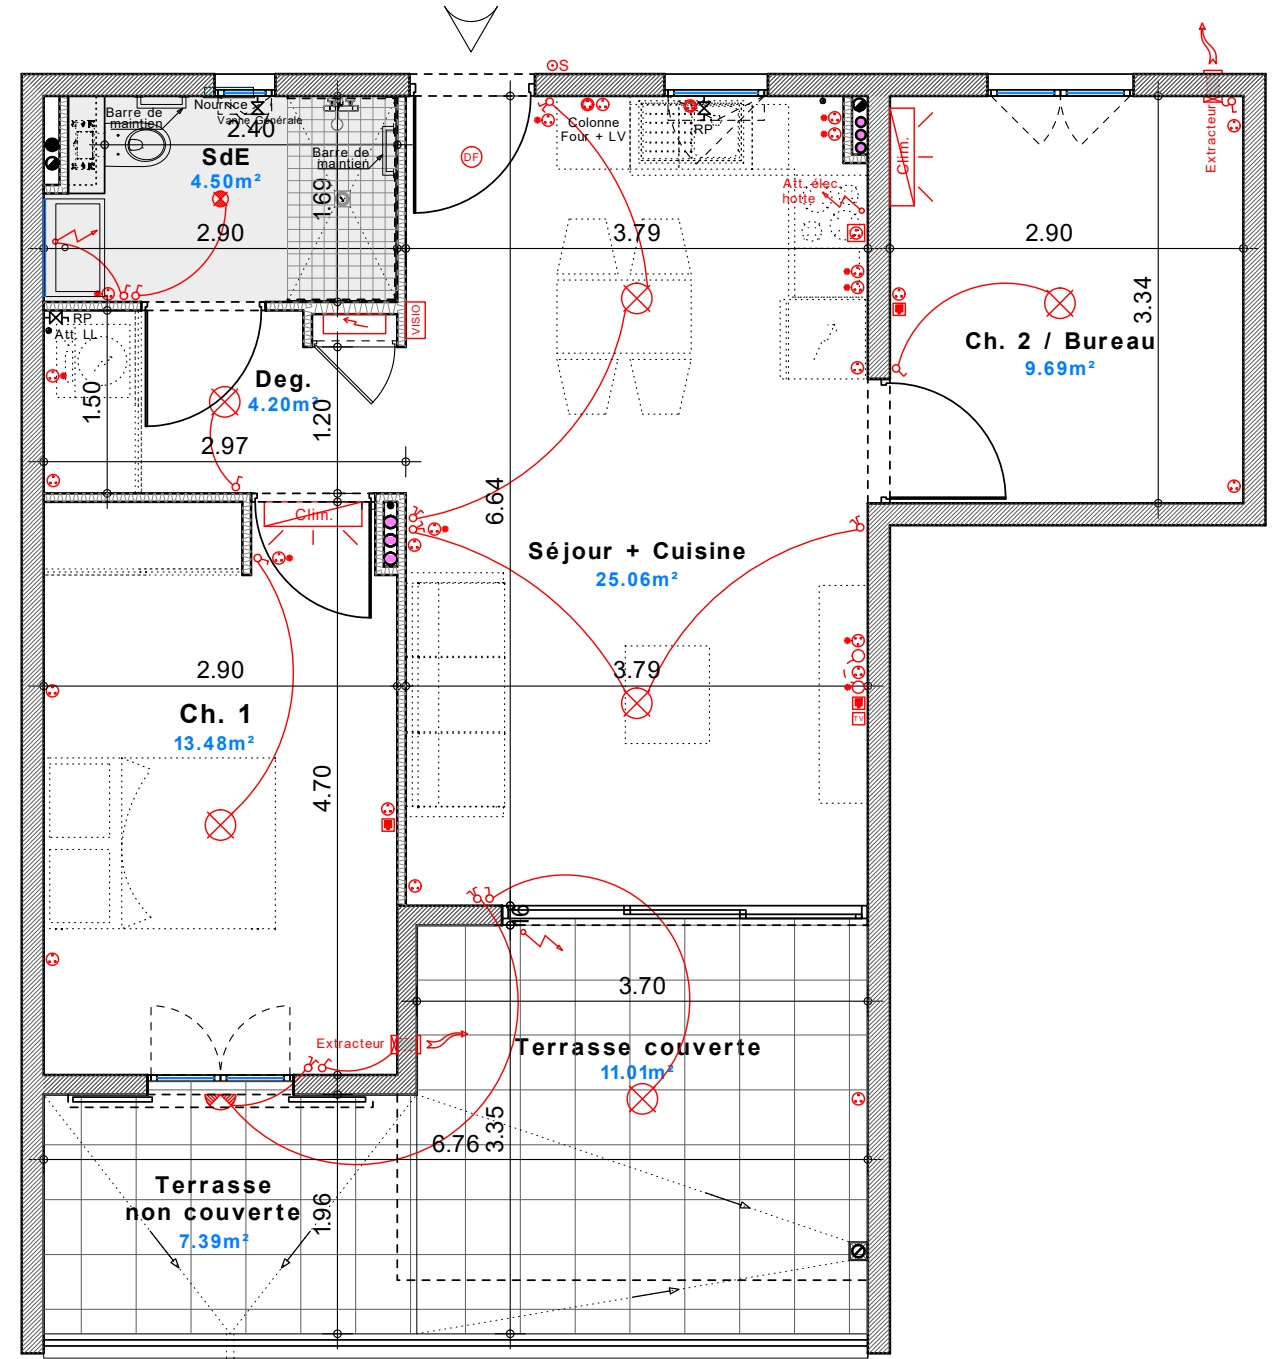 S
Barre de
maintien
Nourrice
Vanne Générale
2.40
SdE
4.50m²
Barre de
maintien
1.69
2.90
DF
Colonne
Four + LV
RP
Att. élec.
hotte
3.79
Clim.
Extracteur
2.90
3.34
Ch. 2 / Bureau
9.69m²
RP
Att. LL
VISIO
1.50
Deg.
4.20m²
1.20
2.97
6.64
Clim.
Séjour + Cuisine
25.06m²
2.90
3.79
Ch. 1
13.48m²
TV
4.70
16
3.70
Extracteur
Terrasse couverte
11.01m²
6.76
3.35
Terrasse
non couverte
7.39m²
1.96